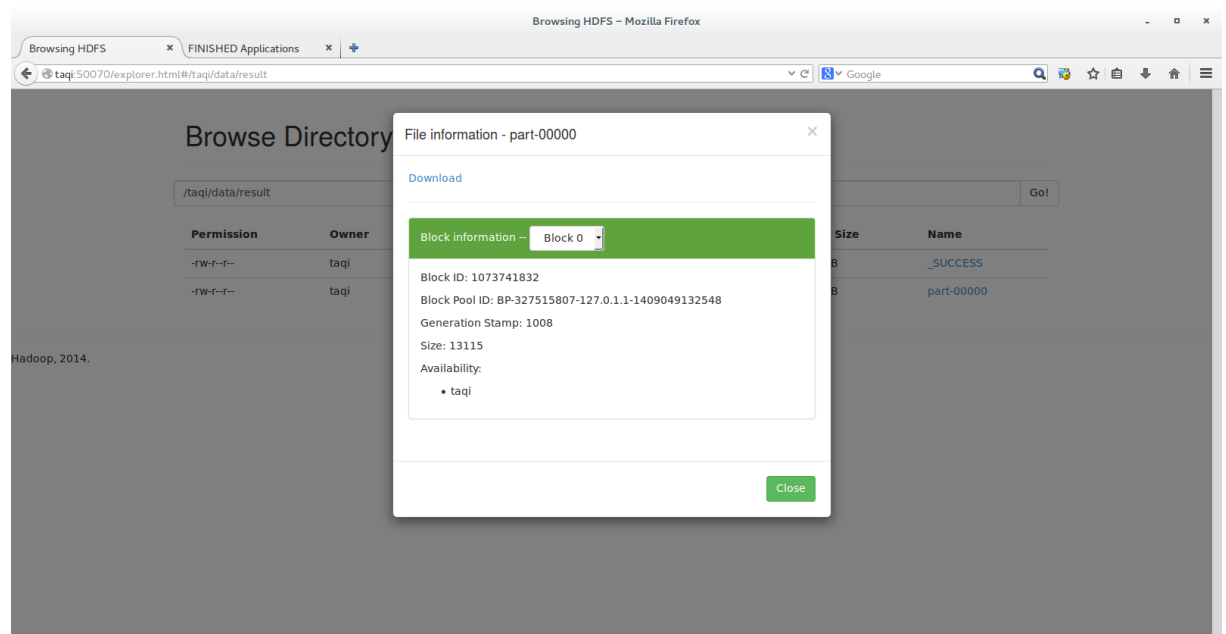 Browsing HDFS - Mozilla Firefox
Browsing HDFS
FINISHED Applications
taqi:50070/explorer.html#/taqi/data/result
Google
Browse Directory
File information - part-00000
Download
/taqi/data/result
Go!
Block information -- Block 0
Permission
Owner
Size
Name
-rw-r--r--
taqi
B
_SUCCESS
-rw-r--r--
taqi
B
part-00000
Block ID: 1073741832
Block Pool ID: BP-327515807-127.0.1.1-1409049132548
Generation Stamp: 1008
Size: 13115
Availability:
• taqi
Hadoop, 2014.
Close